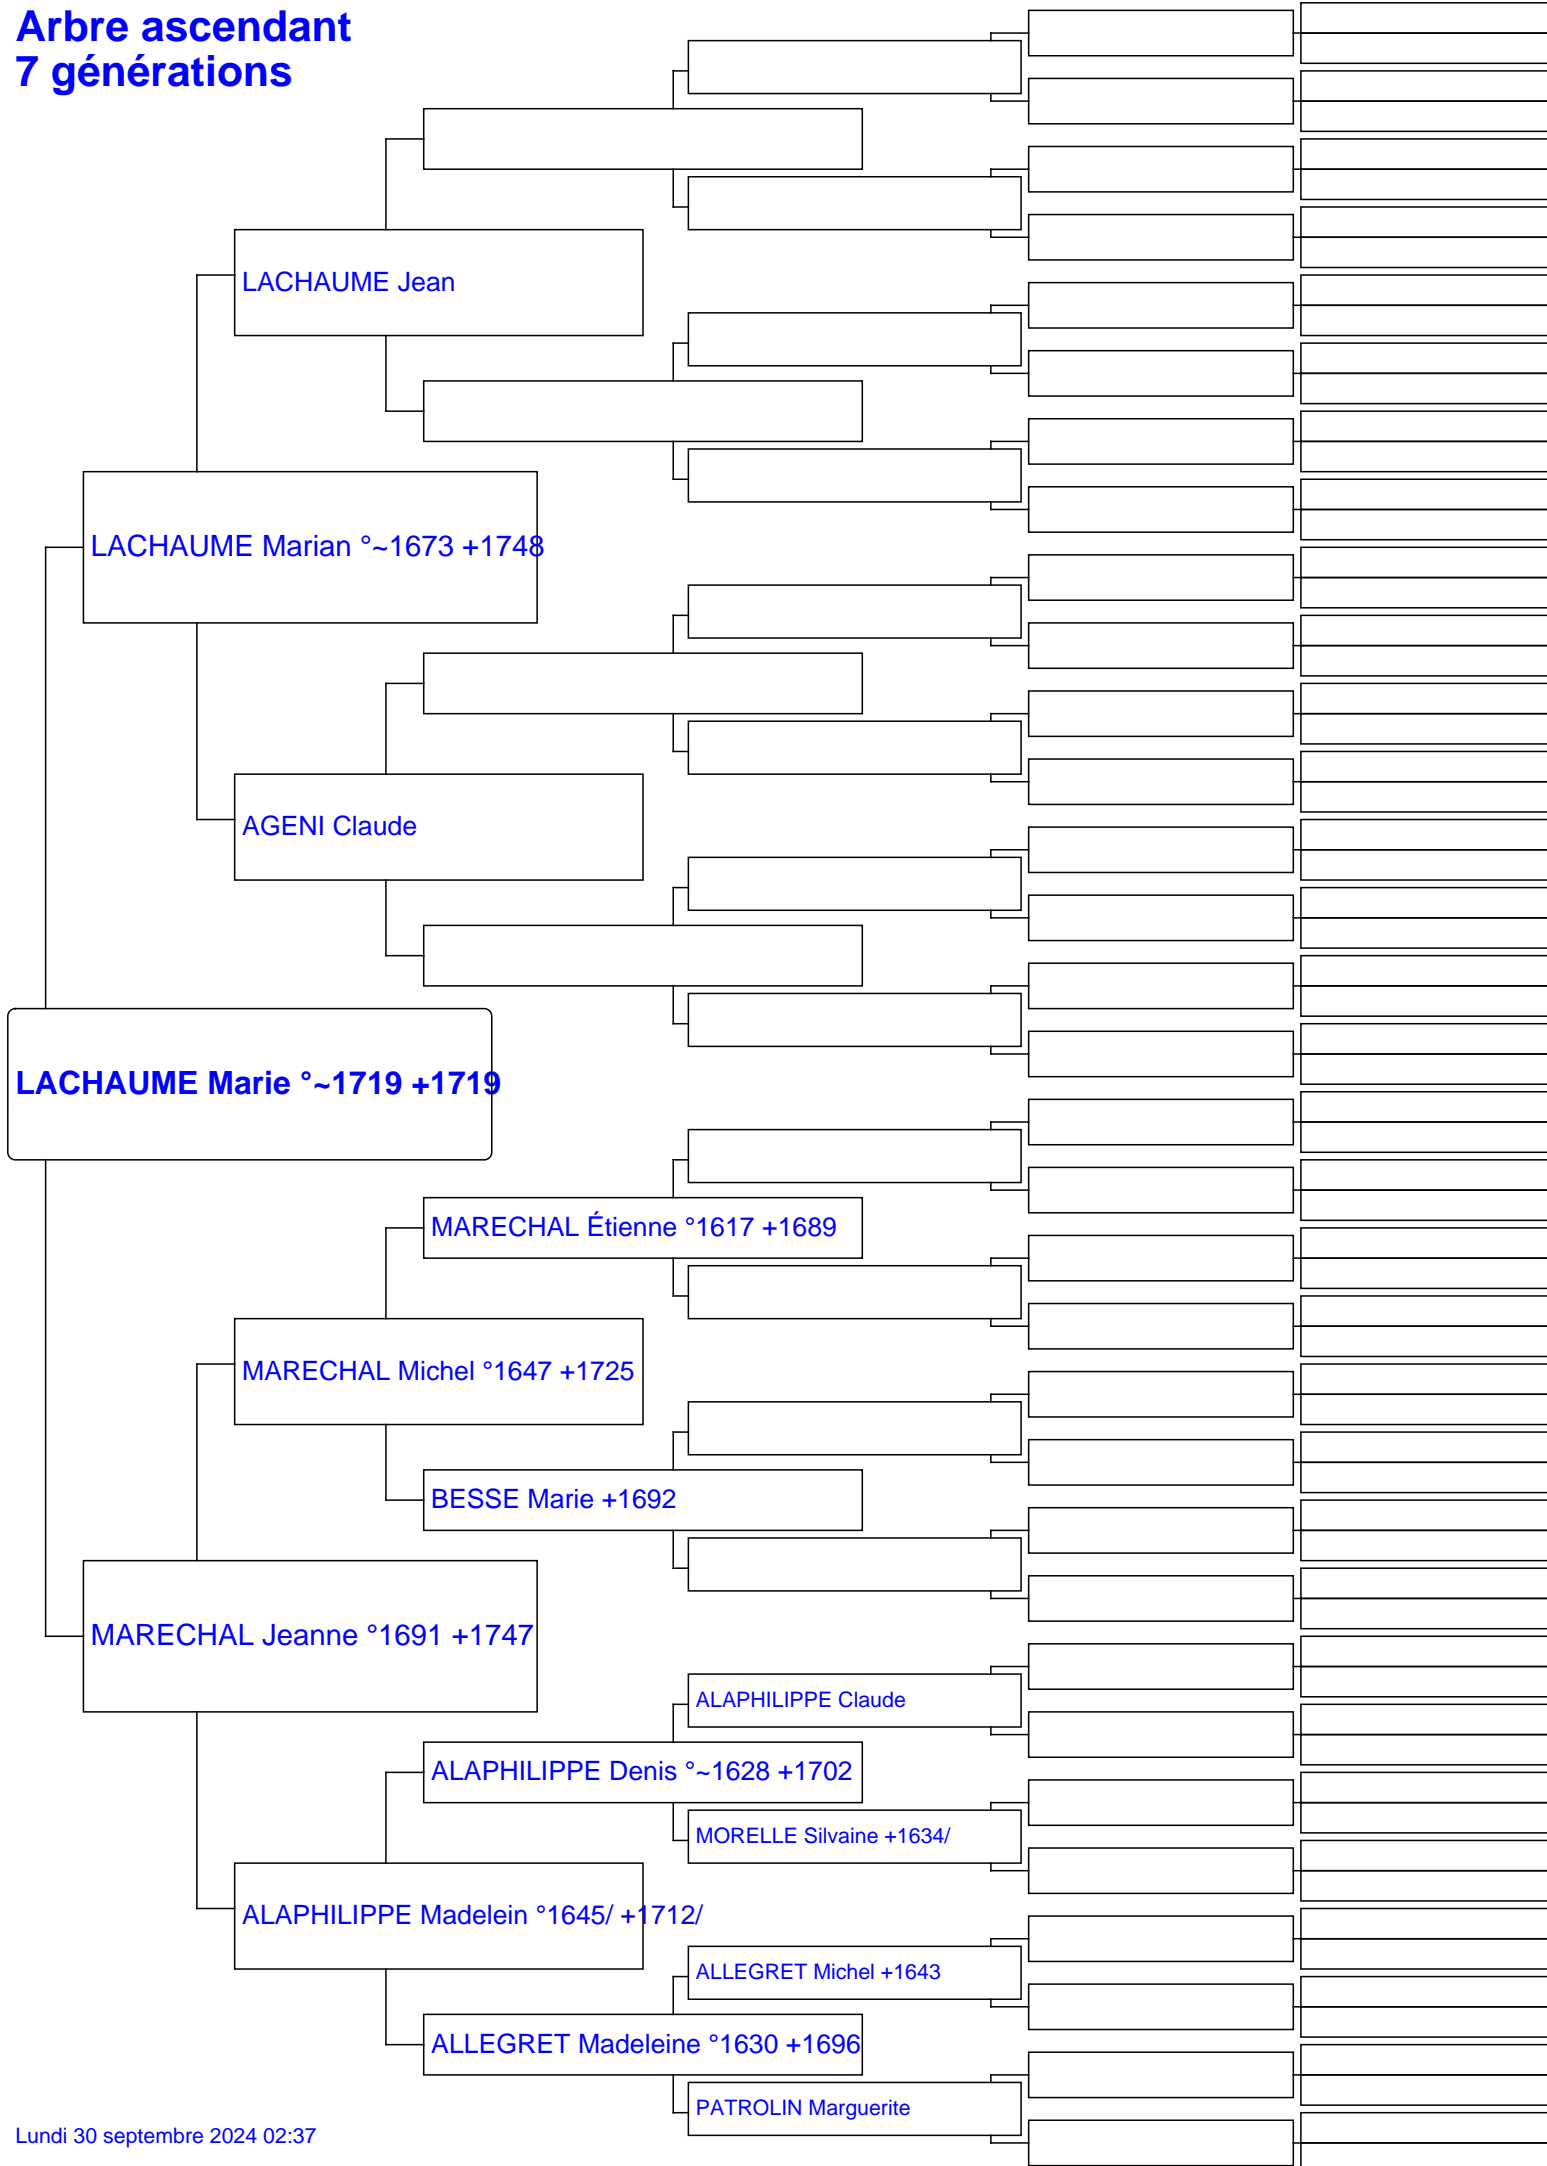 Arbre ascendant
7 générations
LACHAUME Jean
LACHAUME Marian °~1673 +1748
AGENI Claude
LACHAUME Marie °~1719 +1719
MARECHAL Étienne °1617 +1689
MARECHAL Michel °1647 +1725
BESSE Marie +1692
MARECHAL Jeanne °1691 +1747
ALAPHILIPPE Claude
ALAPHILIPPE Denis °~1628 +1702
MORELLE Silvaine +1634/
ALAPHILIPPE Madelein °1645/ +1712/
ALLEGRET Michel +1643
ALLEGRET Madeleine °1630 +1696
PATROLIN Marguerite
Lundi 30 septembre 2024 02:37